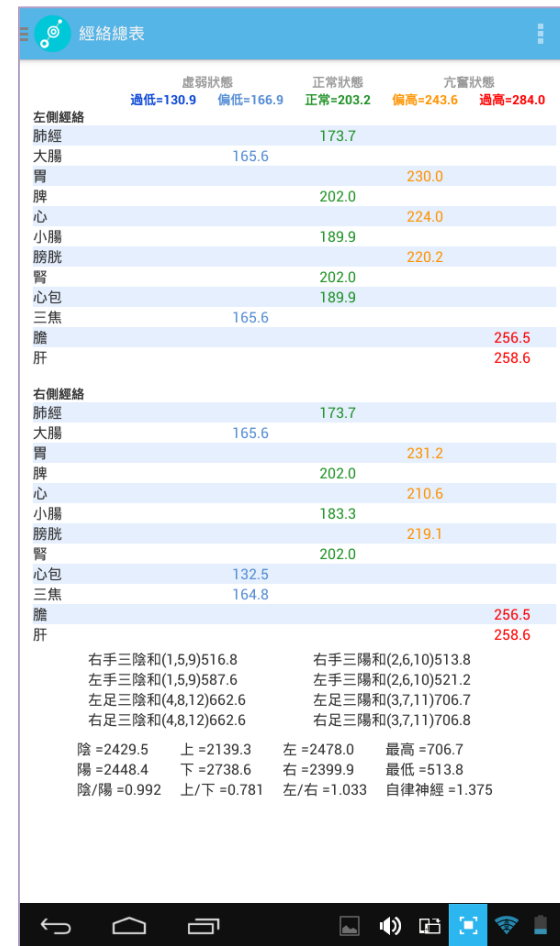 經絡總表
虛弱狀態 正常狀態 亢奮狀態
過低=130.9 偏低=166.9 正常=203.2 偏高=243.6 過高=284.0
左側經絡
肺經 173.7
大腸 165.6
胃 230.0
脾 202.0
心 224.0
小腸 189.9
膀胱 220.2
腎 202.0
心包 189.9
三焦 165.6
膽 256.5
肝 258.6
右側經絡
肺經 173.7
大腸 165.6
胃 231.2
脾 202.0
心 210.6
小腸 183.3
膀胱 219.1
腎 202.0
心包 132.5
三焦 164.8
膽 256.5
肝 258.6
右手三陰和(1,5,9)516.8 右手三陽和(2,6,10)513.8
左手三陰和(1,5,9)587.6 左手三陽和(2,6,10)521.2
左足三陰和(4,8,12)662.6 左足三陽和(3,7,11)706.7
右足三陰和(4,8,12)662.6 右足三陽和(3,7,11)706.8
陰 =2429.5 上 =2139.3 左 =2478.0 最高 =706.7
陽 =2448.4 下 =2738.6 右 =2399.9 最低 =513.8
陰/陽 =0.992 上/下 =0.781 左/右 =1.033 自律神經 =1.375